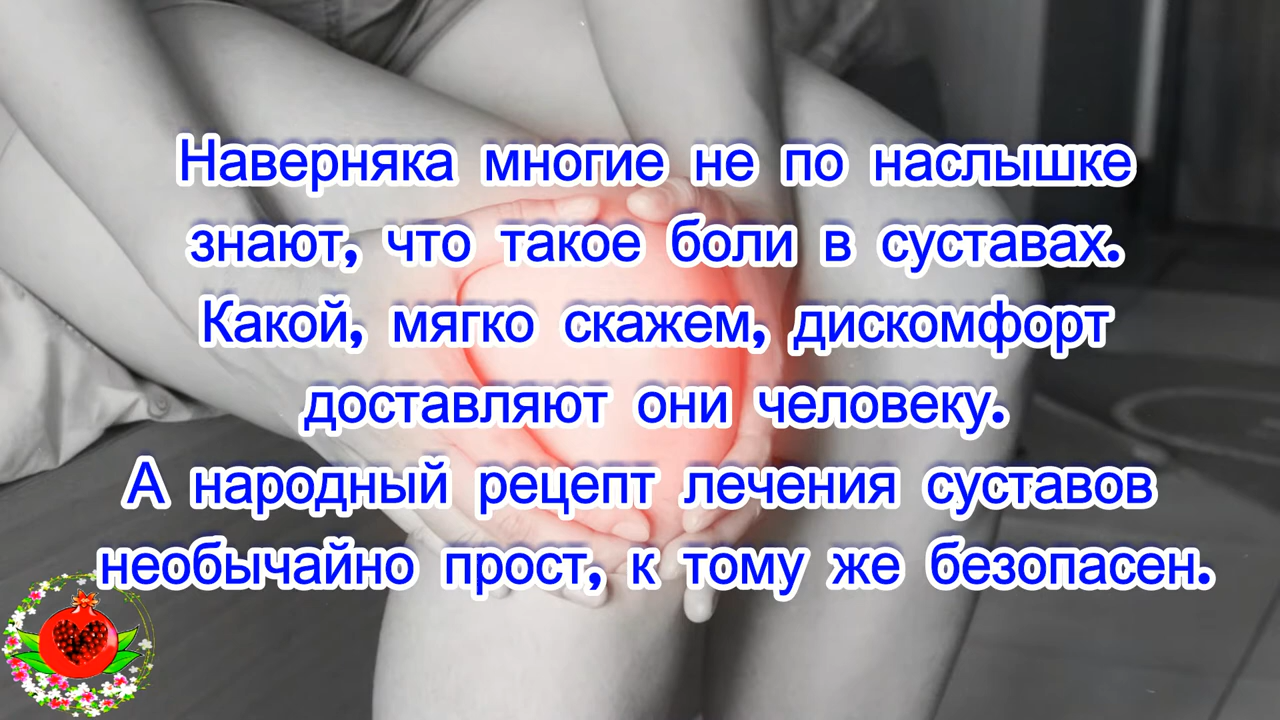 Наверняка многие не по наслышке
знают, что такое боли в суставах.
Какой, мягко скажем, дискомфорт
доставляют они человеку.
А народный рецепт лечения суставов
необычайно прост, к тому же безопасен.